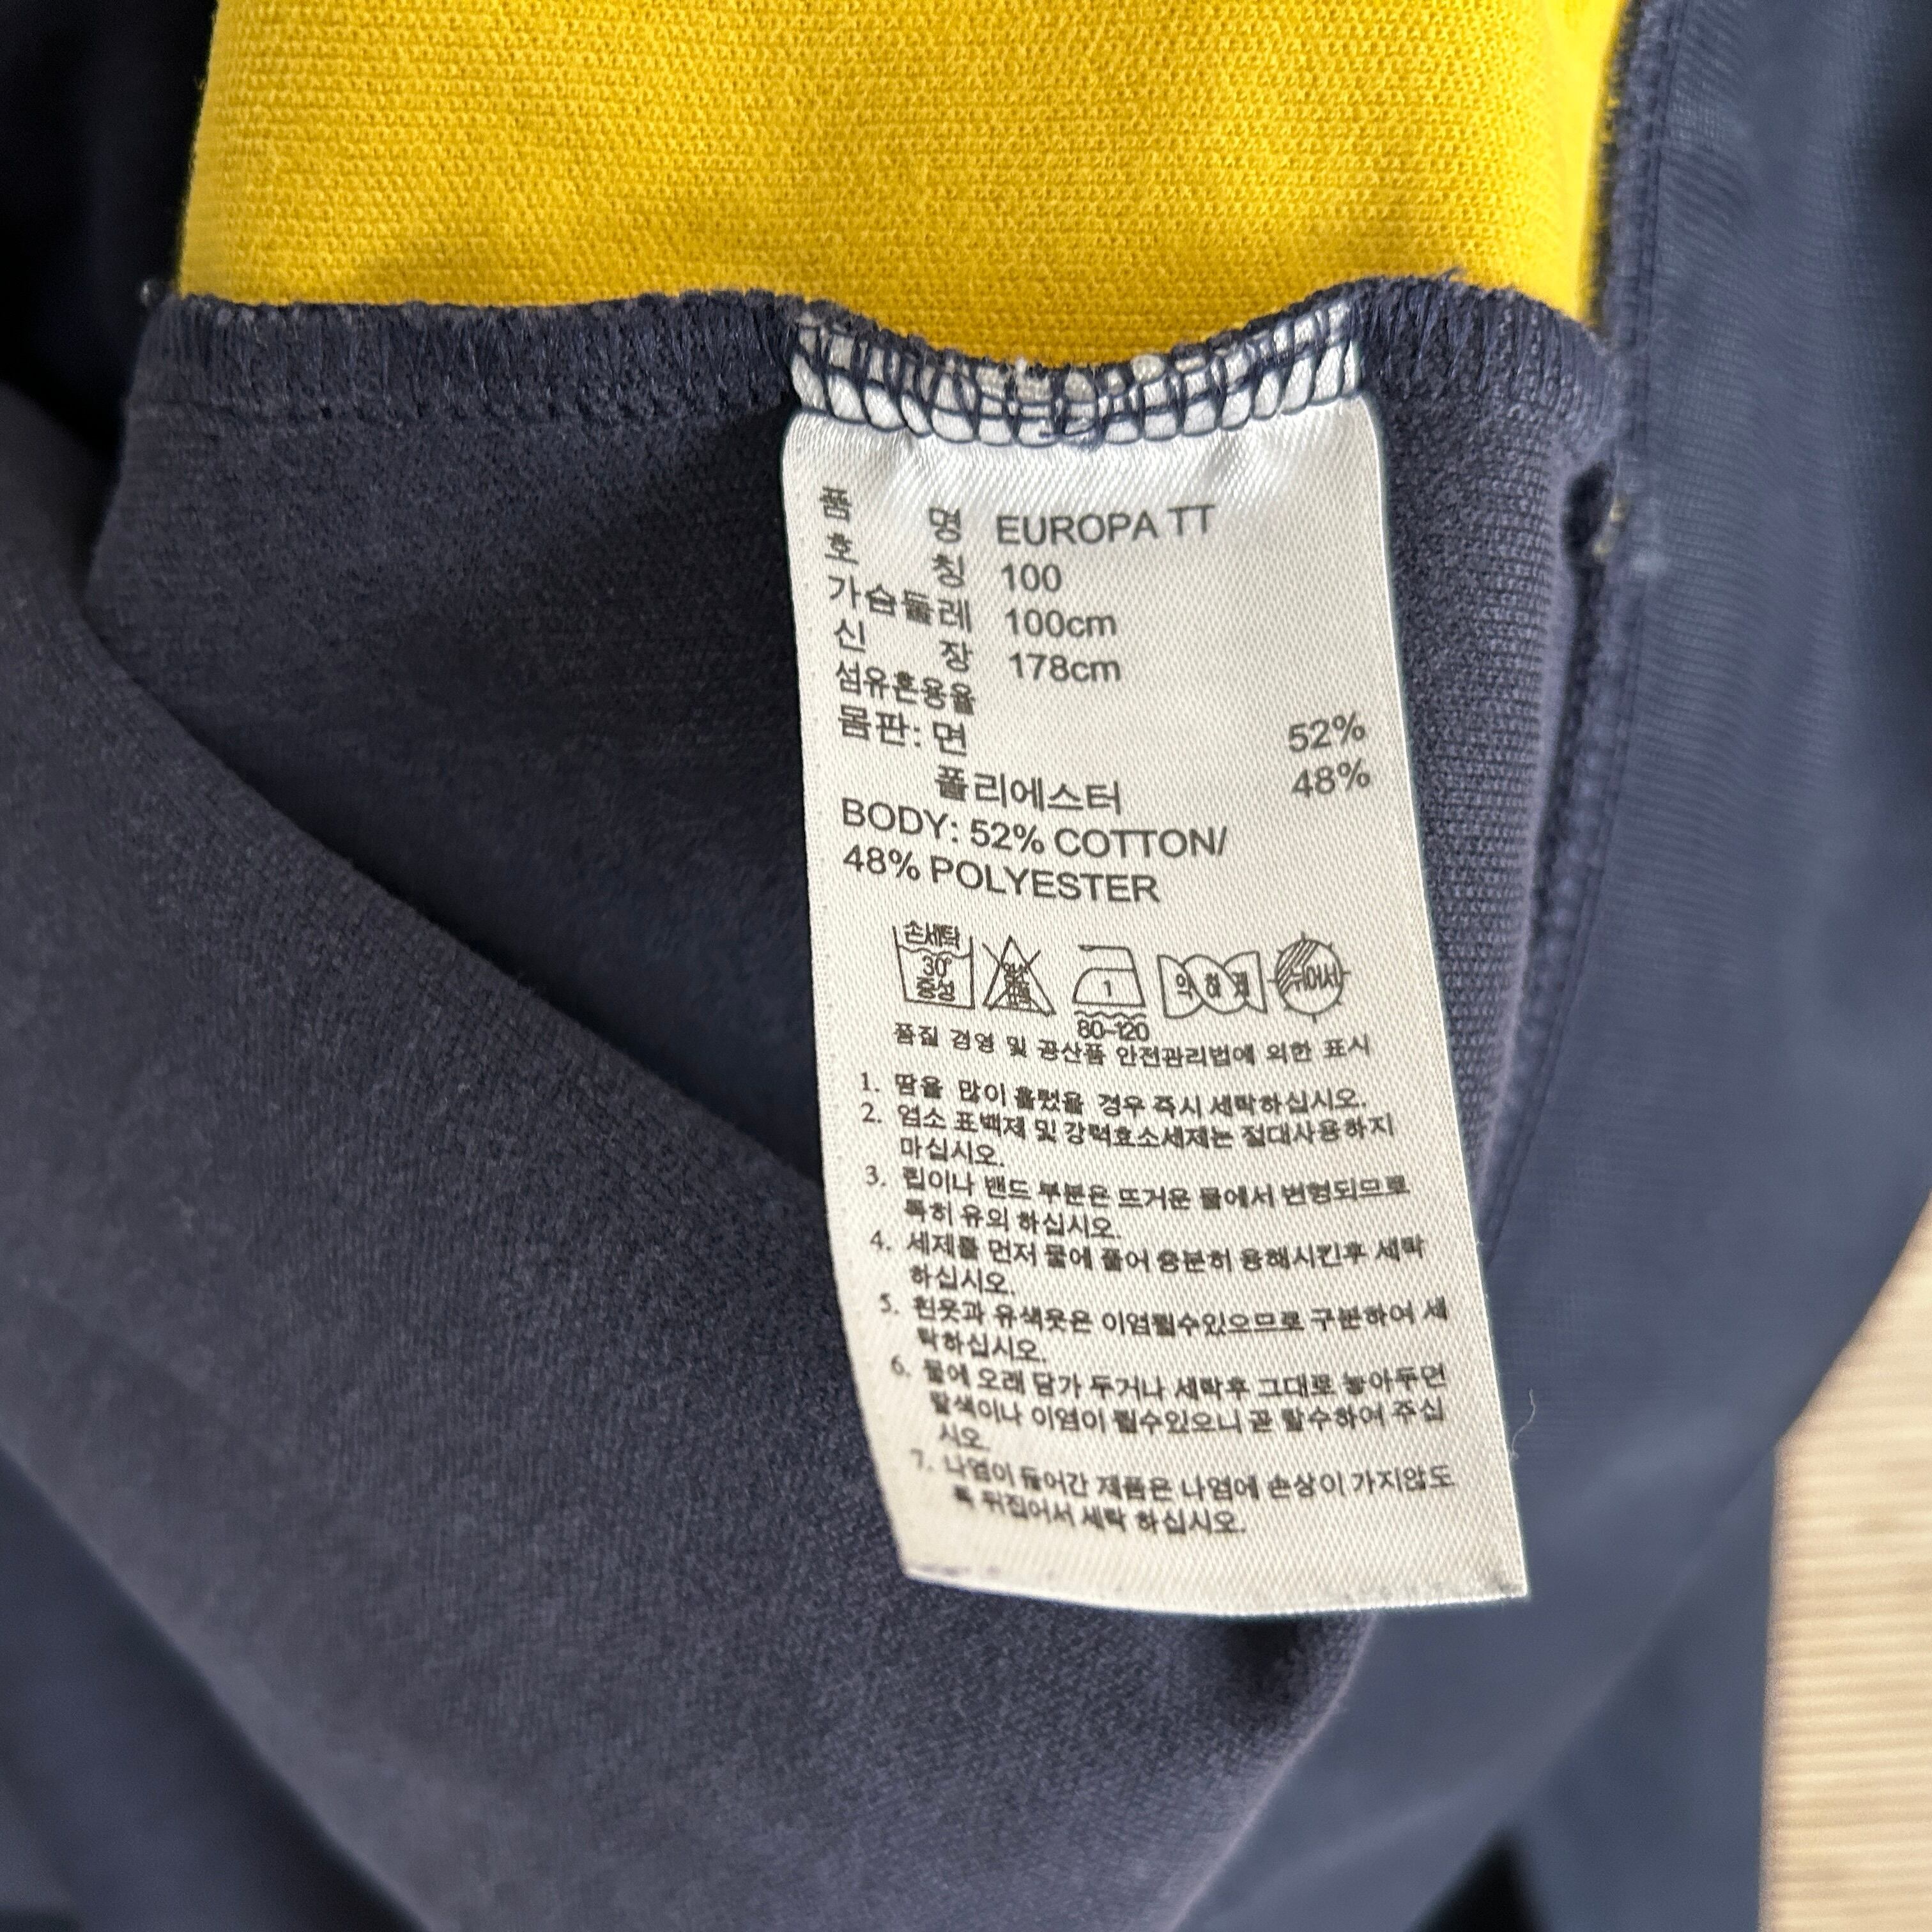 품 명 EUROPA TT
호 칭 100
가슴둘레 100cm
신 장 178cm
섬유혼용율
몸판: 면 52%
폴리에스터 48%
BODY: 52% COTTON/
48% POLYESTER
손세탁 30° 중성 1 80~120 약하게 뉘어서
품질 경영 및 공산품 안전관리법에 의한 표시
1. 땀을 많이 흘렸을 경우 즉시 세탁하십시오.
2. 염소 표백제 및 강력효소세제는 절대사용하지
마십시오.
3. 립이나 밴드 부분은 뜨거운 물에서 변형되므로
특히 유의 하십시오.
4. 세제를 먼저 물에 풀어 충분히 용해시킨후 세탁
하십시오.
5. 흰옷과 유색옷은 이염될수있으므로 구분하여 세
탁하십시오.
6. 물에 오래 담가 두거나 세탁후 그대로 놓아두면
탈색이나 이염이 될수있으니 곧 탈수하여 주십
시오.
7. 나염이 들어간 제품은 나염에 손상이 가지않도
록 뒤집어서 세탁 하십시오.